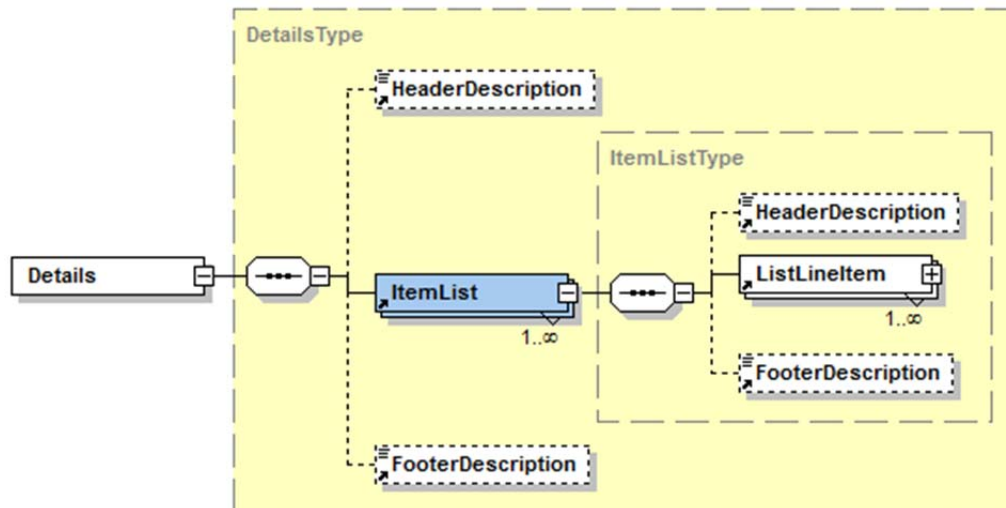 DetailsType
HeaderDescription
ItemListType
HeaderDescription
Details
ItemList
ListLineItem
1..∞
1..∞
FooterDescription
FooterDescription